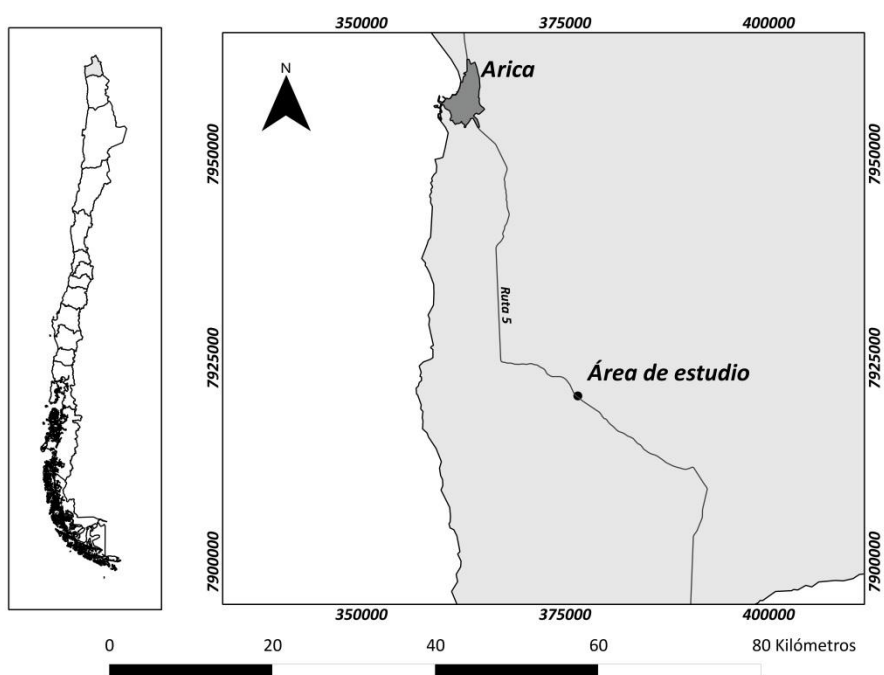 350000 375000 400000
N
Arica
7950000 7950000
Ruta 5
7925000 7925000
Área de estudio
7900000 7900000
350000 375000 400000
0 20 40 60 80 Kilómetros